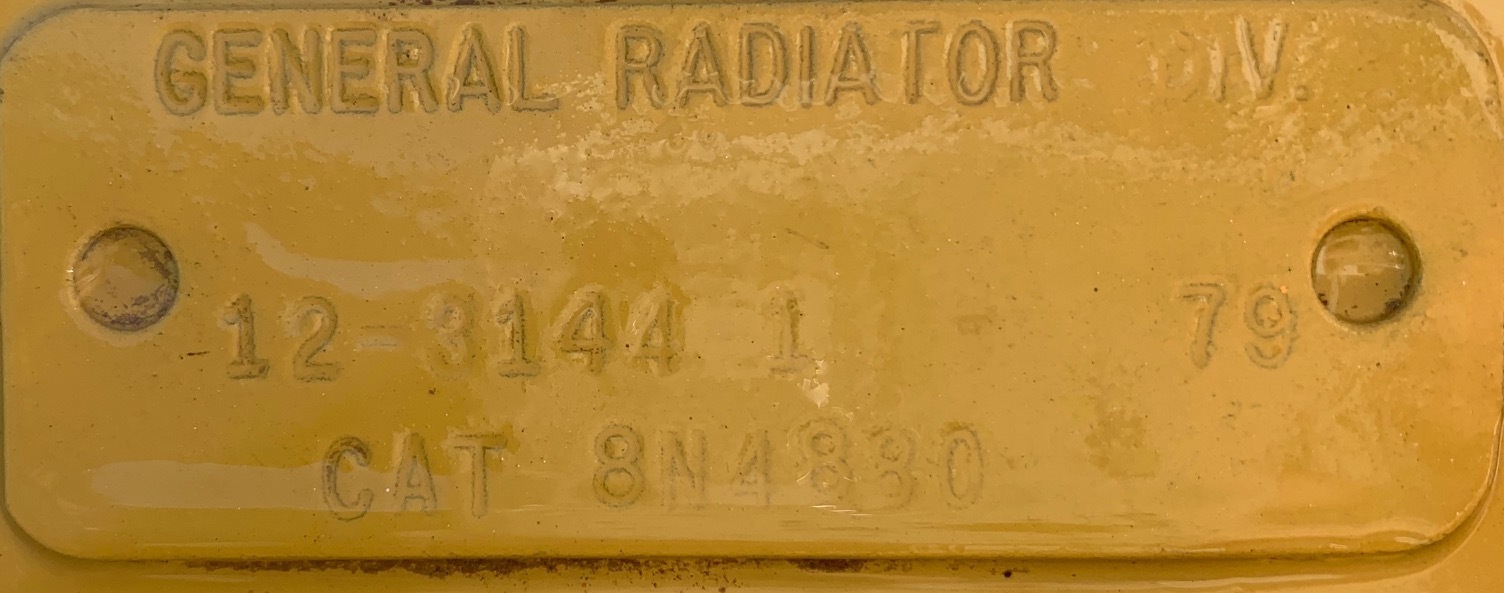 GENERAL RADIATOR DIV.
12-3144 1 79
CAT 8N4830